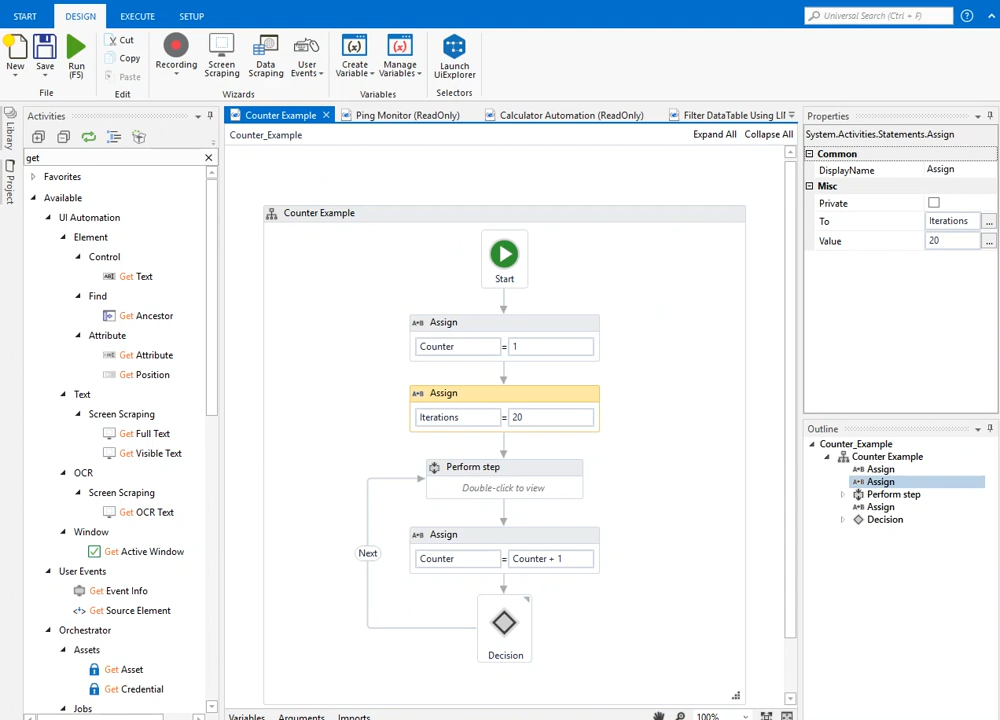 START DESIGN EXECUTE SETUP Universal Search (Ctrl + F) ?
New Save Run (F5)
Cut
Copy
Paste
Recording Screen Scraping Data Scraping User Events Create Variable Manage Variables Launch UiExplorer
File Edit Wizards Variables Selectors
Library
Project
Activities
get
Favorites
Available
UI Automation
Element
Control
Get Text
Find
Get Ancestor
Attribute
Get Attribute
Get Position
Text
Screen Scraping
Get Full Text
Get Visible Text
OCR
Screen Scraping
Get OCR Text
Window
Get Active Window
User Events
Get Event Info
Get Source Element
Orchestrator
Assets
Get Asset
Get Credential
Jobs
Counter Example Ping Monitor (ReadOnly) Calculator Automation (ReadOnly) Filter DataTable Using LII
Counter_Example Expand All Collapse All
Counter Example
Start
A+B Assign
Counter = 1
A+B Assign
Iterations = 20
Perform step
Double-click to view
A+B Assign
Counter = Counter + 1
Next
Decision
Variables Arguments Imports 100%
Properties
System.Activities.Statements.Assign
Common
DisplayName Assign
Misc
Private
To Iterations ...
Value 20 ...
Outline
Counter_Example
Counter Example
A+B Assign
A+B Assign
Perform step
A+B Assign
Decision